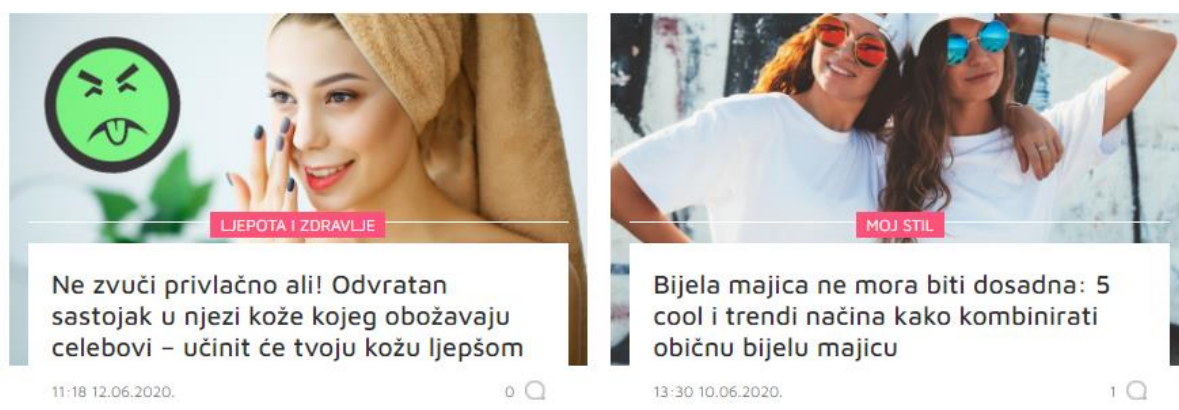 LJEPOTA I ZDRAVLJE
Ne zvuči privlačno ali! Odvratan
sastojak u njezi kože kojeg obožavaju
celebovi – učinit će tvoju kožu ljepšom
11:18 12.06.2020.
0
MOJ STIL
Bijela majica ne mora biti dosadna: 5
cool i trendi načina kako kombinirati
običnu bijelu majicu
13:30 10.06.2020.
1